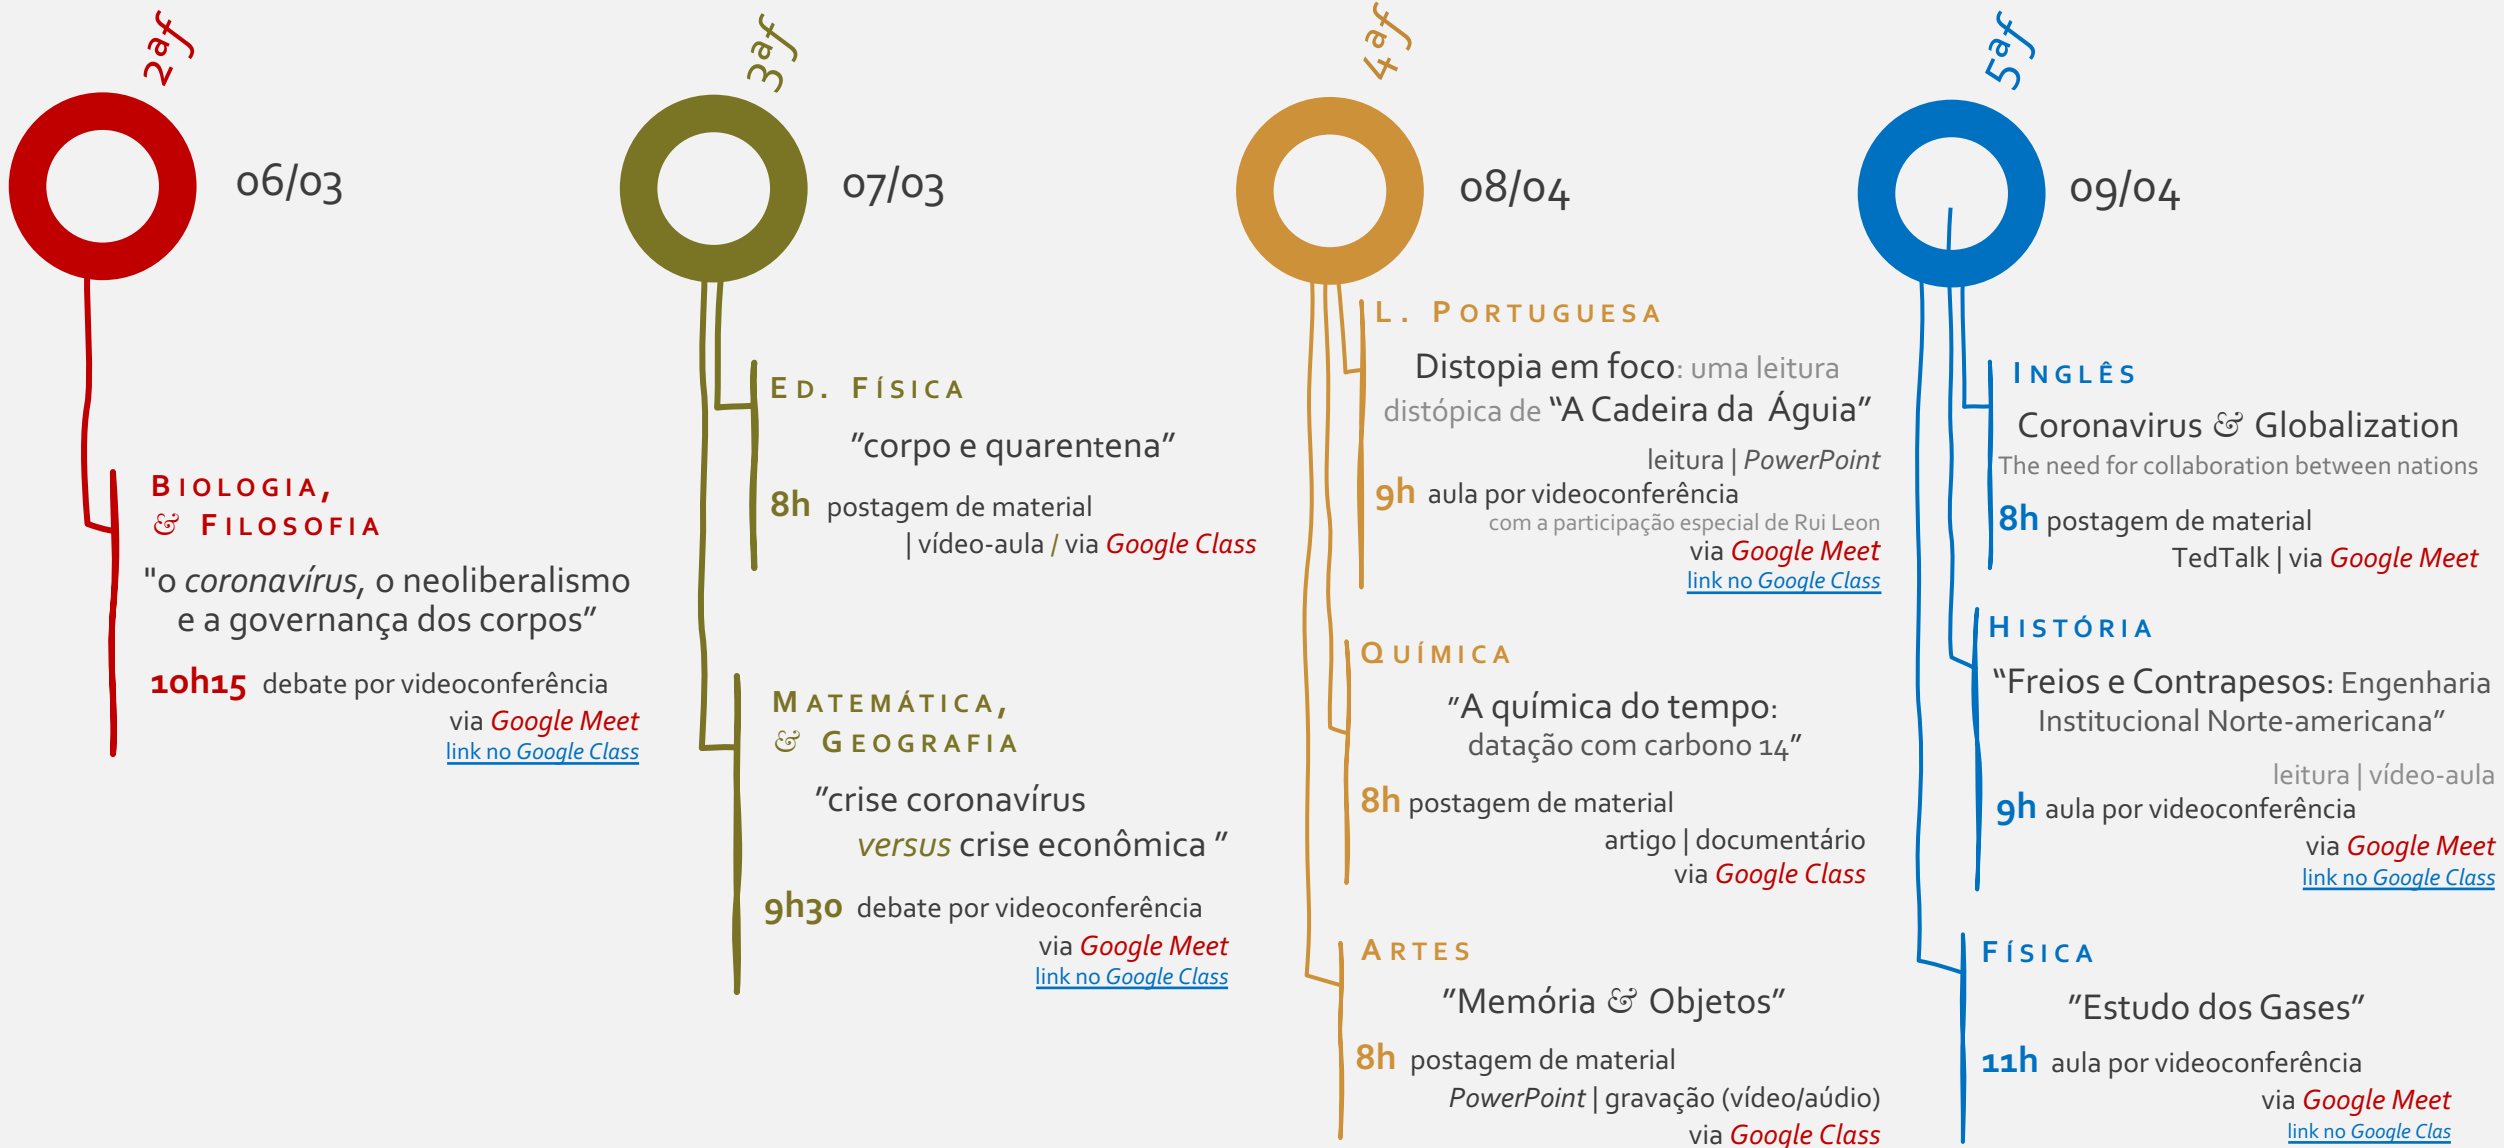 2ªf
06/03
BIOLOGIA,
& FILOSOFIA
"o coronavírus, o neoliberalismo
e a governança dos corpos”
10h15 debate por videoconferência
via Google Meet
link no Google Class
3ªf
07/03
ED. FÍSICA
”corpo e quarentena”
8h postagem de material
| vídeo-aula / via Google Class
MATEMÁTICA,
& GEOGRAFIA
”crise coronavírus
versus crise econômica ”
9h30 debate por videoconferência
via Google Meet
link no Google Class
4ªf
08/04
L. PORTUGUESA
Distopia em foco: uma leitura
distópica de “A Cadeira da Águia”
leitura | PowerPoint
9h aula por videoconferência
com a participação especial de Rui Leon
via Google Meet
link no Google Class
QUÍMICA
”A química do tempo:
datação com carbono 14”
8h postagem de material
artigo | documentário
via Google Class
ARTES
”Memória & Objetos”
8h postagem de material
PowerPoint | gravação (vídeo/aúdio)
via Google Class
5ªf
09/04
INGLÊS
Coronavirus & Globalization
The need for collaboration between nations
8h postagem de material
TedTalk | via Google Meet
HISTÓRIA
“Freios e Contrapesos: Engenharia
Institucional Norte-americana”
leitura | vídeo-aula
9h aula por videoconferência
via Google Meet
link no Google Class
FÍSICA
”Estudo dos Gases”
11h aula por videoconferência
via Google Meet
link no Google Clas